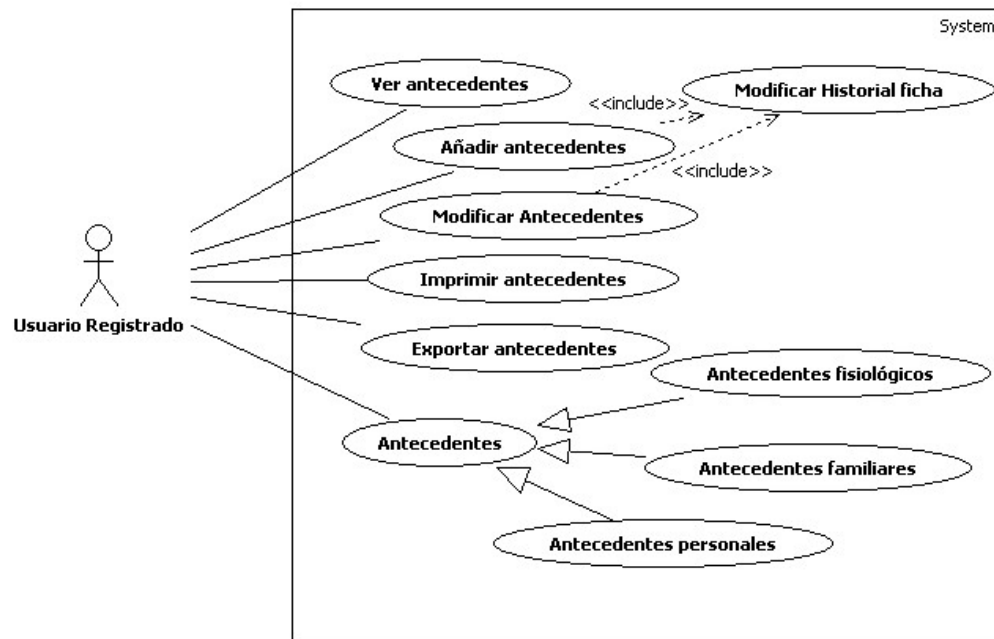 System
Ver antecedentes
Modificar Historial ficha
<<include>>
Añadir antecedentes
<<include>>
Modificar Antecedentes
Imprimir antecedentes
Usuario Registrado
Exportar antecedentes
Antecedentes fisiológicos
Antecedentes
Antecedentes familiares
Antecedentes personales